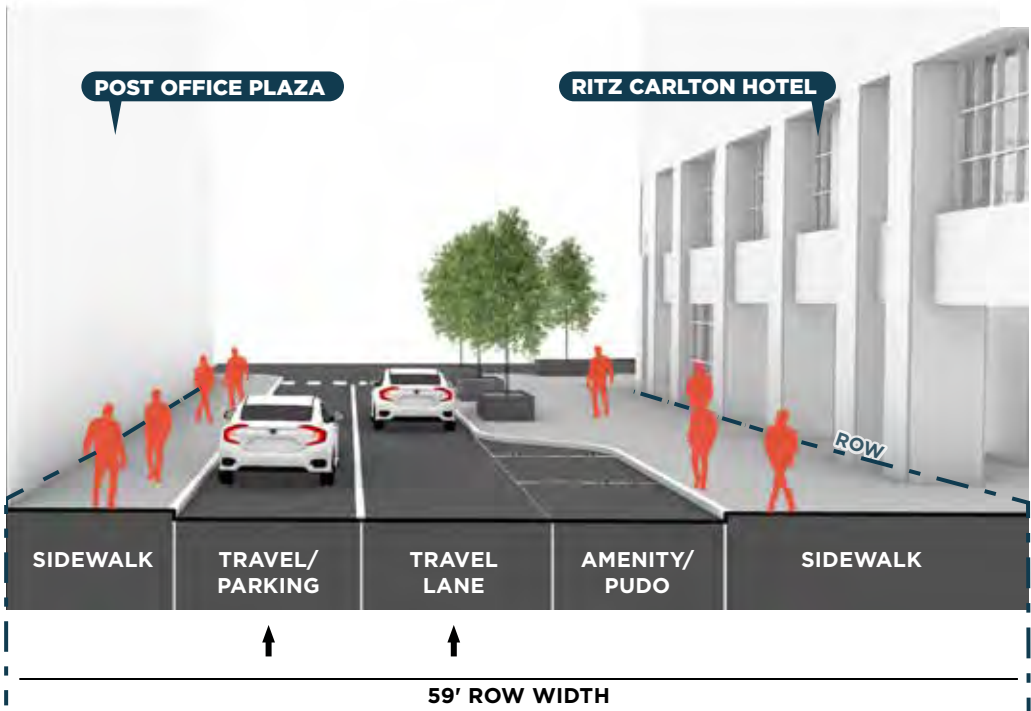 POST OFFICE PLAZA
RITZ CARLTON HOTEL
ROW
SIDEWALK
TRAVEL/
PARKING
TRAVEL
LANE
AMENITY/
PUDO
SIDEWALK
59' ROW WIDTH